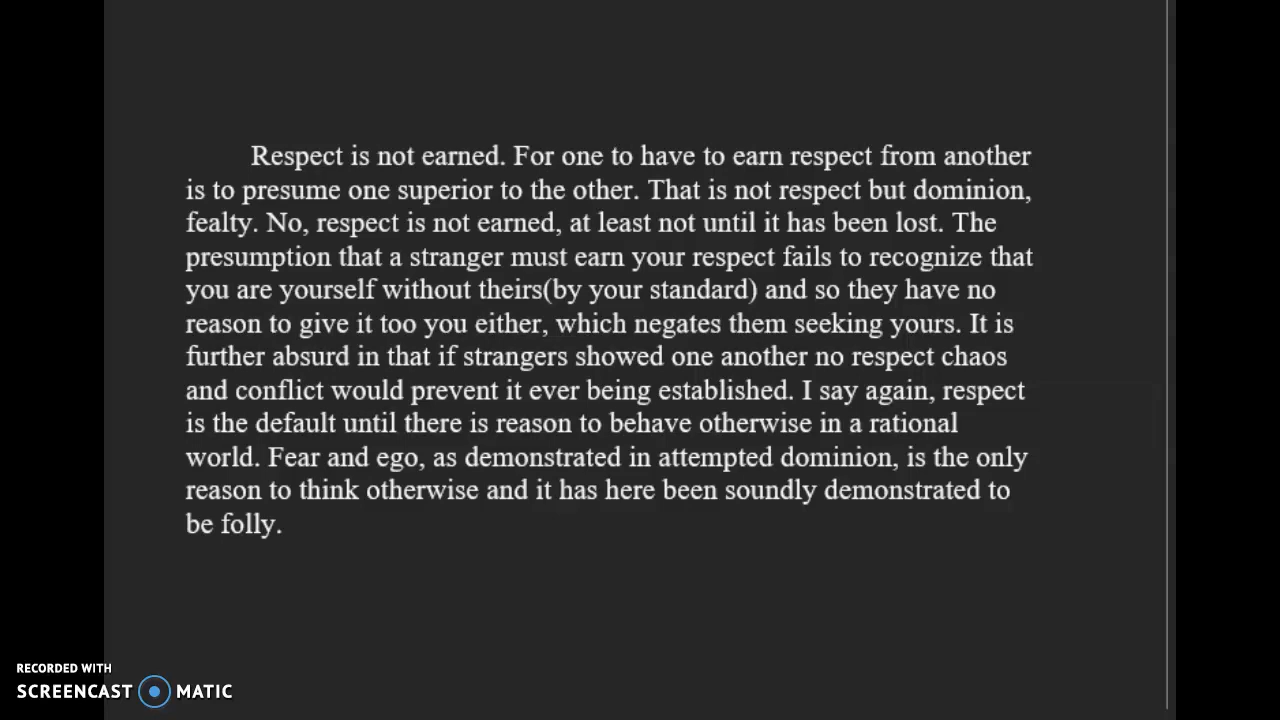 Respect is not earned. For one to have to earn respect from another
is to presume one superior to the other. That is not respect but dominion,
fealty. No, respect is not earned, at least not until it has been lost. The
presumption that a stranger must earn your respect fails to recognize that
you are yourself without theirs(by your standard) and so they have no
reason to give it too you either, which negates them seeking yours. It is
further absurd in that if strangers showed one another no respect chaos
and conflict would prevent it ever being established. I say again, respect
is the default until there is reason to behave otherwise in a rational
world. Fear and ego, as demonstrated in attempted dominion, is the only
reason to think otherwise and it has here been soundly demonstrated to
be folly.
RECORDED WITH
SCREENCAST MATIC